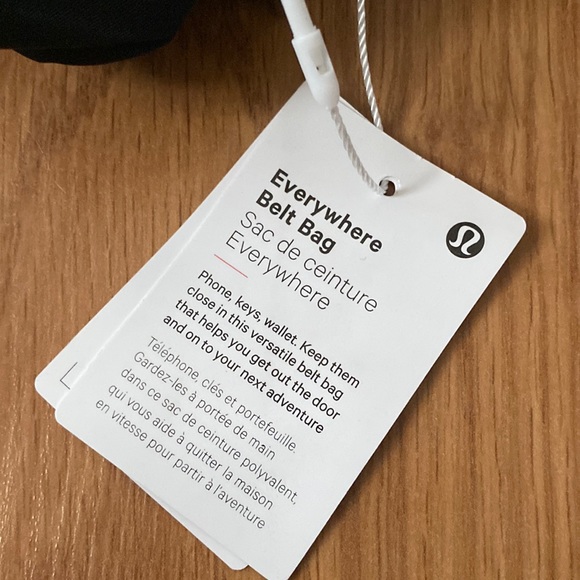 Everywhere
Belt Bag
Sac de ceinture
Everywhere
Phone, keys, wallet. Keep them
close in this versatile belt bag
that helps you get out the door
and on to your next adventure
Téléphone, clés et portefeuille.
Gardez-les à portée de main
dans ce sac de ceinture polyvalent,
qui vous aide à quitter la maison
en vitesse pour partir à l'aventure
L